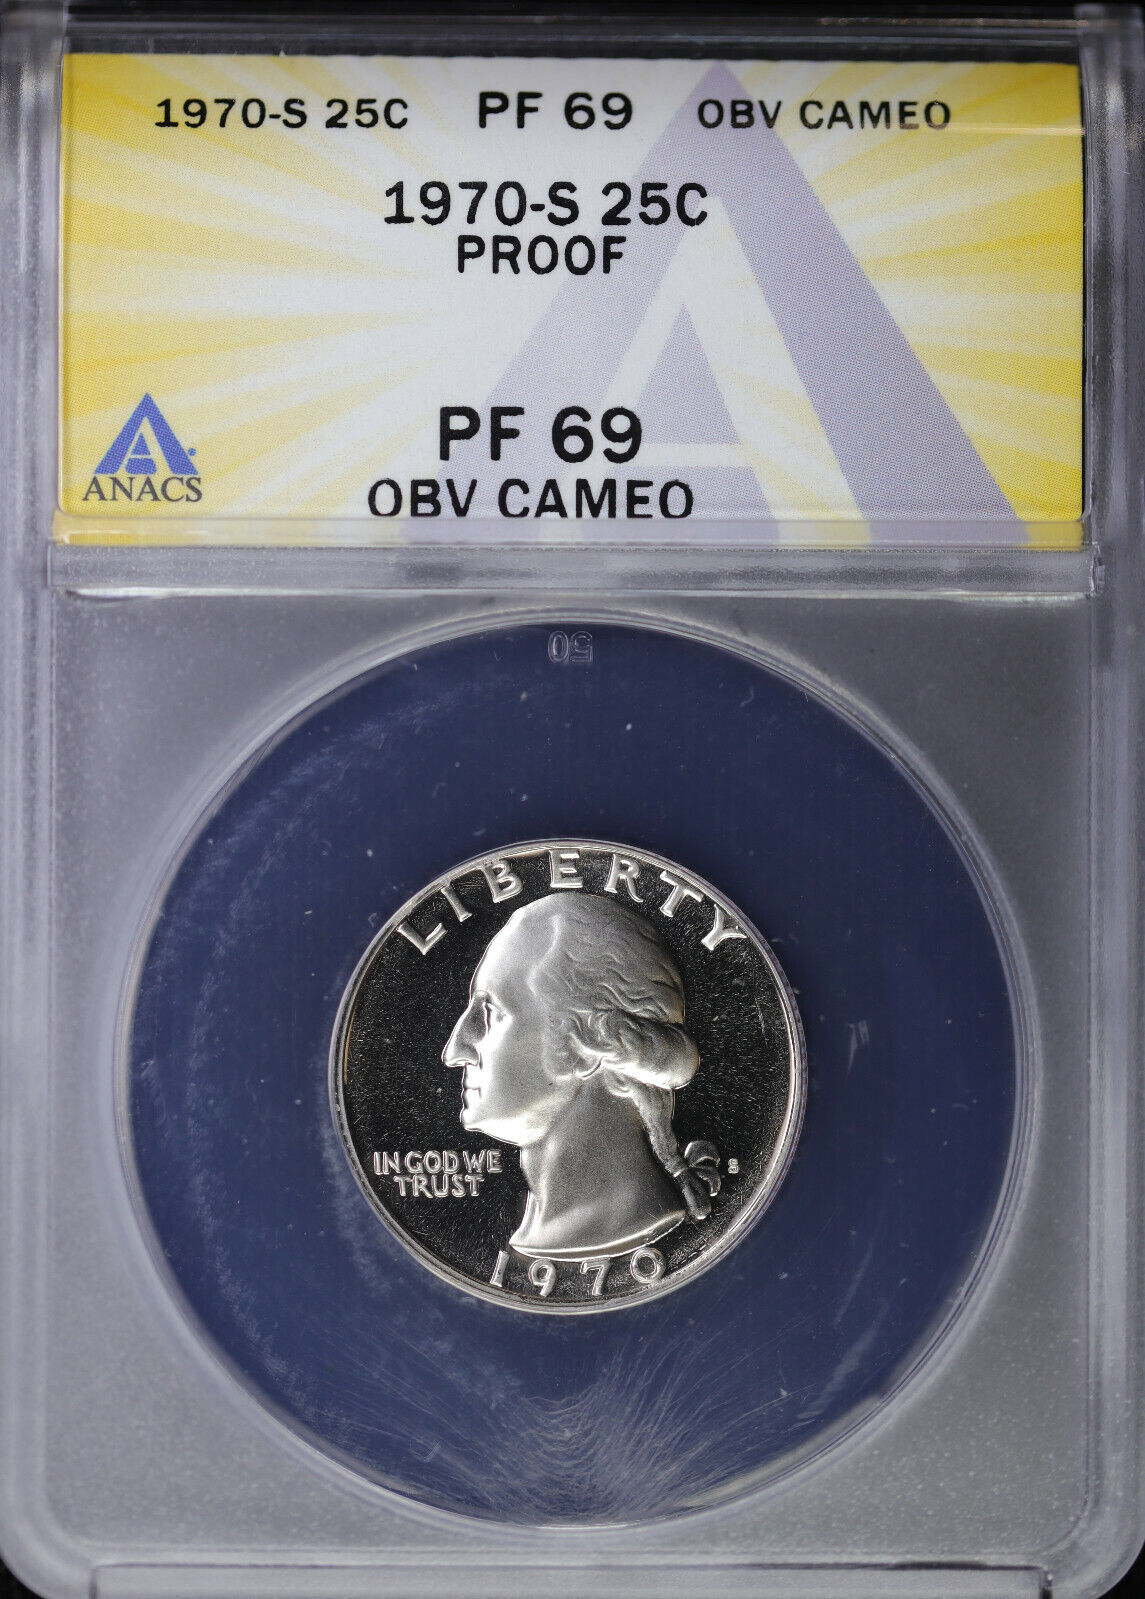 1970-S 25C PF 69 OBV CAMEO
1970-S 25C
PROOF
PF 69
OBV CAMEO
ANACS
50
LIBERTY
IN GOD WE
TRUST
S
1970